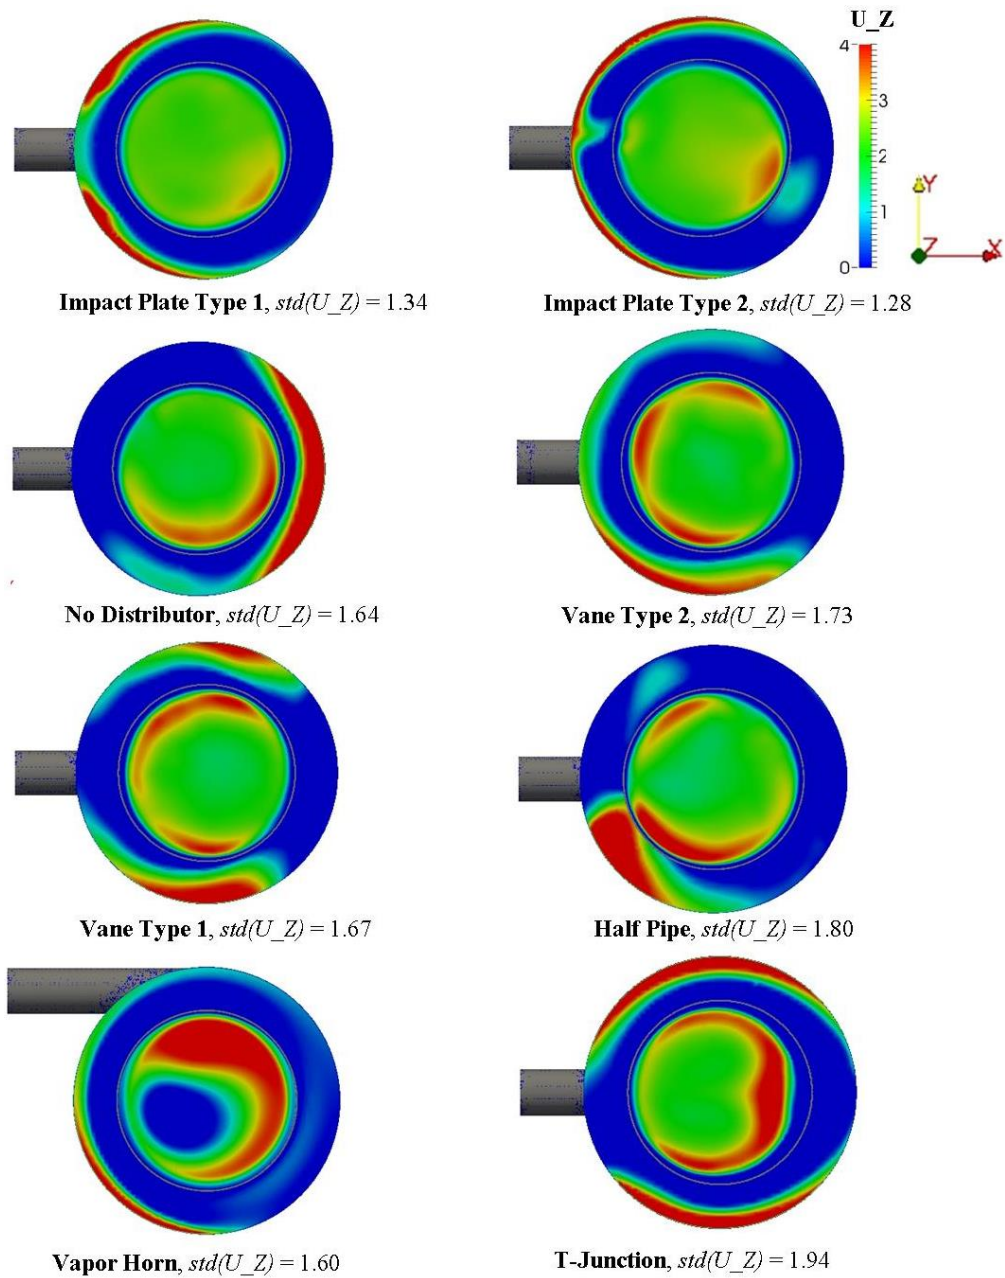 U_Z
4
3
2
1
0
Y
Z
X
Impact Plate Type 1, std(U_Z) = 1.34
Impact Plate Type 2, std(U_Z) = 1.28
No Distributor, std(U_Z) = 1.64
Vane Type 2, std(U_Z) = 1.73
Vane Type 1, std(U_Z) = 1.67
Half Pipe, std(U_Z) = 1.80
Vapor Horn, std(U_Z) = 1.60
T-Junction, std(U_Z) = 1.94